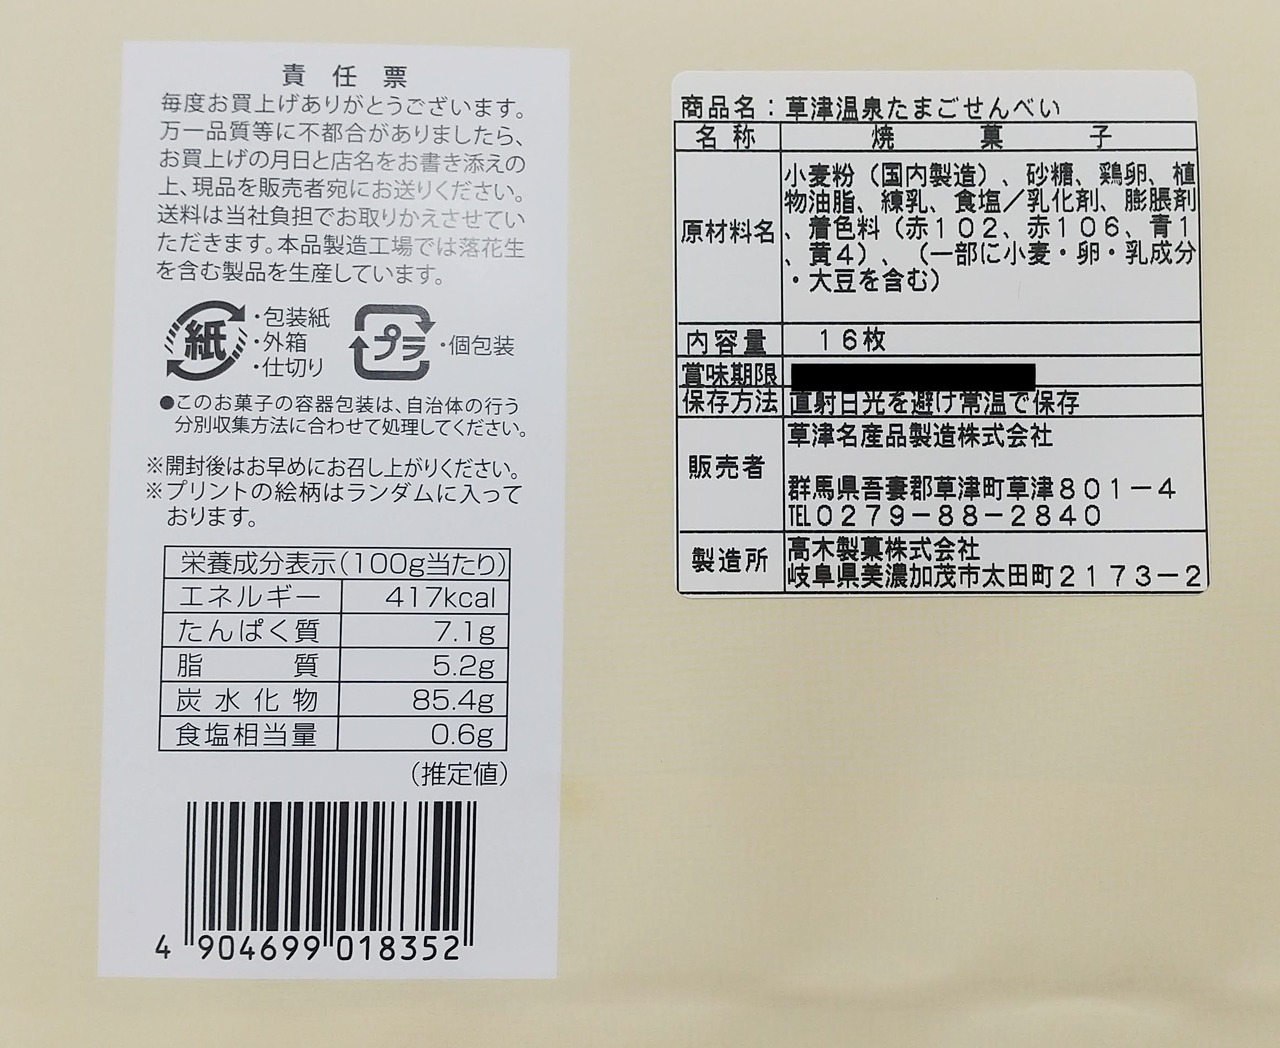 責任票
毎度お買上げありがとうございます。
万一品質等に不都合がありましたら、
お買上げの月日と店名をお書き添えの
上、現品を販売者宛にお送りください。
送料は当社負担でお取りかえさせてい
ただきます。本品製造工場では落花生
を含む製品を生産しています。
紙
・包装紙
・外箱
・仕切り
プラ
・個包装
●このお菓子の容器包装は、自治体の行う
分別収集方法に合わせて処理してください。
※開封後はお早めにお召し上がりください。
※プリントの絵柄はランダムに入って
おります。
栄養成分表示(100g当たり)
エネルギー 417kcal
たんぱく質 7.1g
脂質 5.2g
炭水化物 85.4g
食塩相当量 0.6g
(推定値)
4 904699 018352
商品名：草津温泉たまごせんべい
名称 焼菓子
原材料名 小麦粉（国内製造）、砂糖、鶏卵、植
物油脂、練乳、食塩／乳化剤、膨脹剤
、着色料（赤１０２、赤１０６、青１
、黄４）、（一部に小麦・卵・乳成分
・大豆を含む）
内容量 １６枚
賞味期限
保存方法 直射日光を避け常温で保存
販売者 草津名産品製造株式会社
群馬県吾妻郡草津町草津８０１－４
TEL０２７９－８８－２８４０
製造所 高木製菓株式会社
岐阜県美濃加茂市太田町２１７３－２